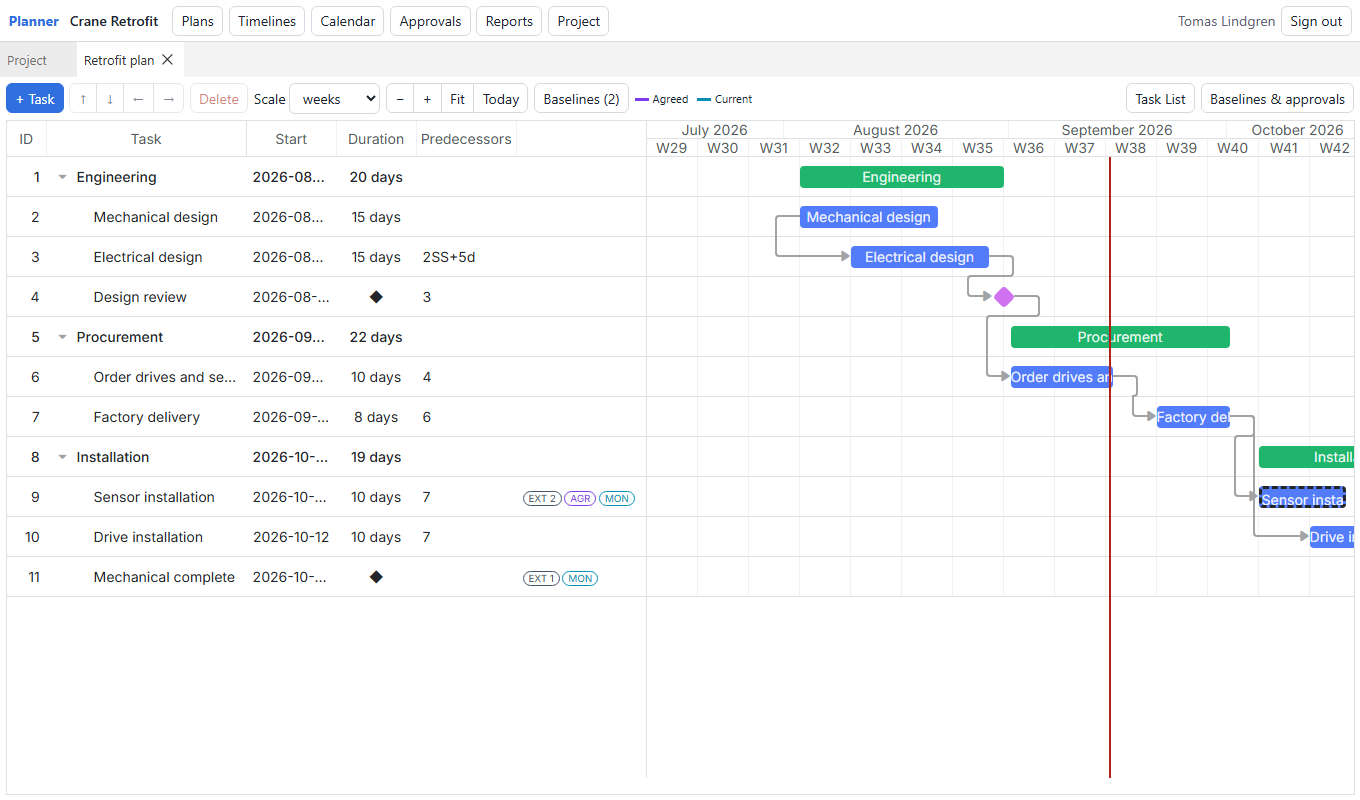 Planner Crane Retrofit Plans Timelines Calendar Approvals Reports Project Tomas Lindgren Sign out
Project Retrofit plan
+ Task ↑ ↓ ← → Delete Scale weeks − + Fit Today Baselines (2) Agreed Current Task List Baselines & approvals
ID Task Start Duration Predecessors July 2026 August 2026 September 2026 October 2026
W29 W30 W31 W32 W33 W34 W35 W36 W37 W38 W39 W40 W41 W42
1 Engineering 2026-08... 20 days Engineering
2 Mechanical design 2026-08... 15 days Mechanical design
3 Electrical design 2026-08... 15 days 2SS+5d Electrical design
4 Design review 2026-08-... 3
5 Procurement 2026-09... 22 days Procurement
6 Order drives and se... 2026-09... 10 days 4 Order drives an
7 Factory delivery 2026-09-... 8 days 6 Factory del
8 Installation 2026-10-... 19 days Install
9 Sensor installation 2026-10-... 10 days 7 EXT 2 AGR MON Sensor insta
10 Drive installation 2026-10-12 10 days 7 Drive i
11 Mechanical complete 2026-10-... EXT 1 MON